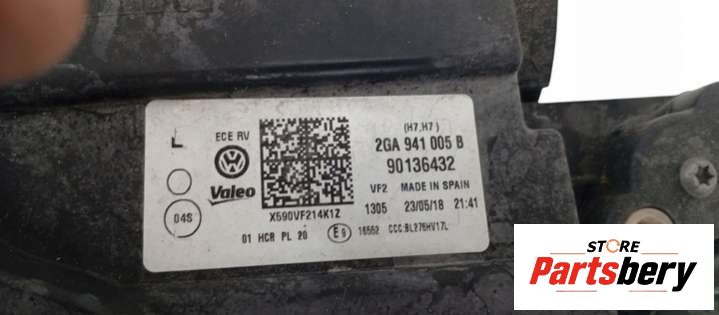 L
ECE RV
(H7,H7)
2GA 941 005 B
90136432
Valeo
VF2 MADE IN SPAIN
X590VF214K1Z
1305 23/05/18 21:41
04S
01 HCR PL 20 E9 16552 CCC:BL275HV17L
STORE
Partsbery